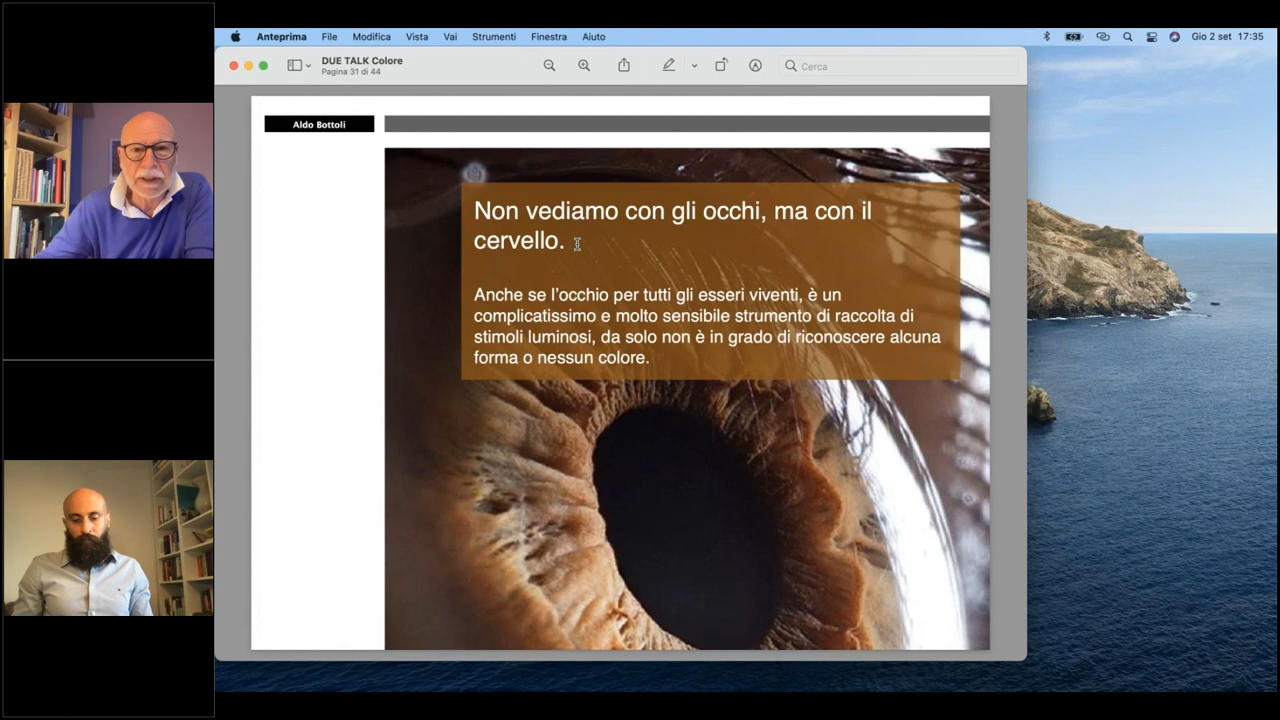 Anteprima File Modifica Vista Vai Strumenti Finestra Aiuto Gio 2 set 17:35
DUE TALK Colore
Pagina 31 di 44
Cerca
Aldo Bottoli
Non vediamo con gli occhi, ma con il
cervello.
Anche se l’occhio per tutti gli esseri viventi, è un
complicatissimo e molto sensibile strumento di raccolta di
stimoli luminosi, da solo non è in grado di riconoscere alcuna
forma o nessun colore.